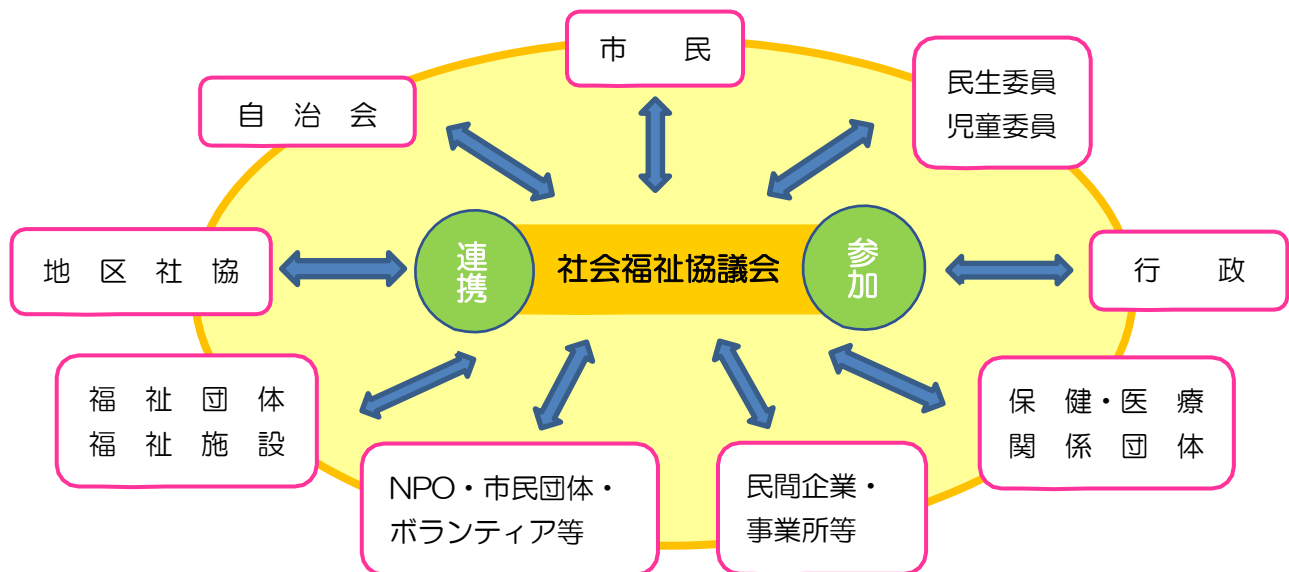 市　　民
民生委員
児童委員
自　治　会
連携
社会福祉協議会
参加
地　区　社　協
行　　政
福　祉　団　体
福　祉　施　設
保　健・医　療
関　係　団　体
NPO・市民団体・
ボランティア等
民間企業・
事業所等